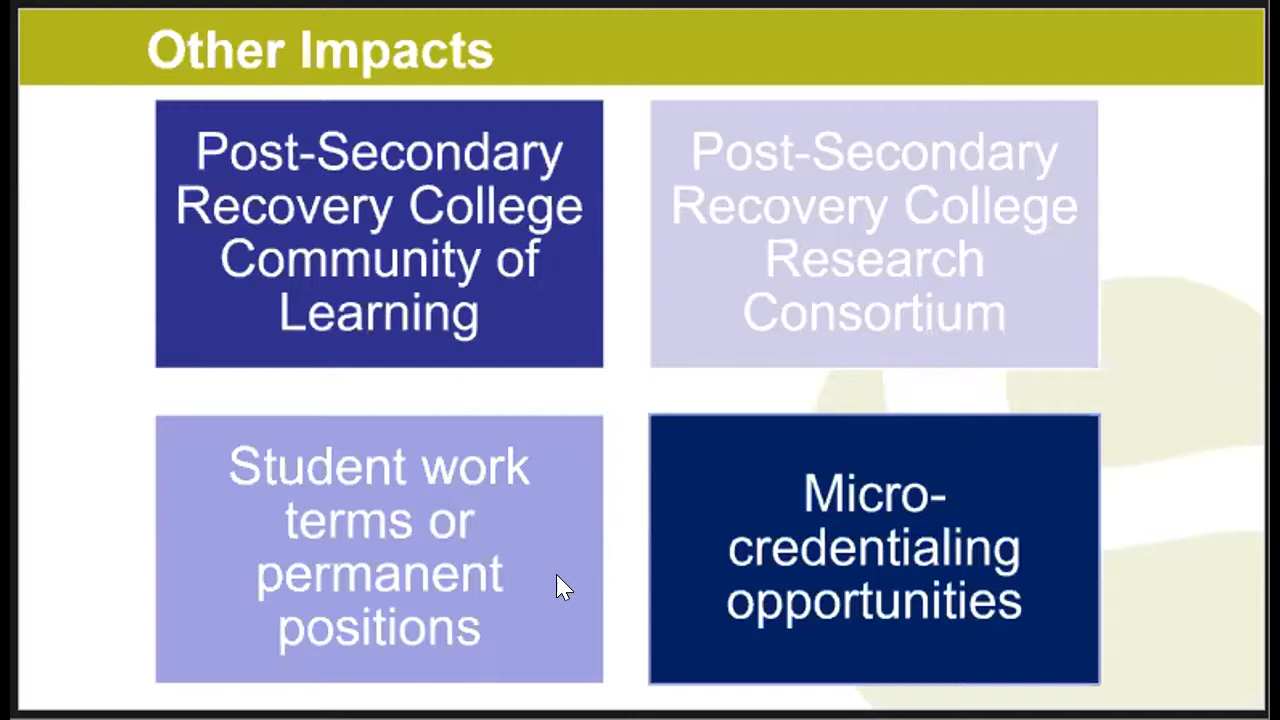 Other Impacts
Post-Secondary
Recovery College
Community of
Learning
Post-Secondary
Recovery College
Research
Consortium
Student work
terms or
permanent
positions
Micro-
credentialing
opportunities